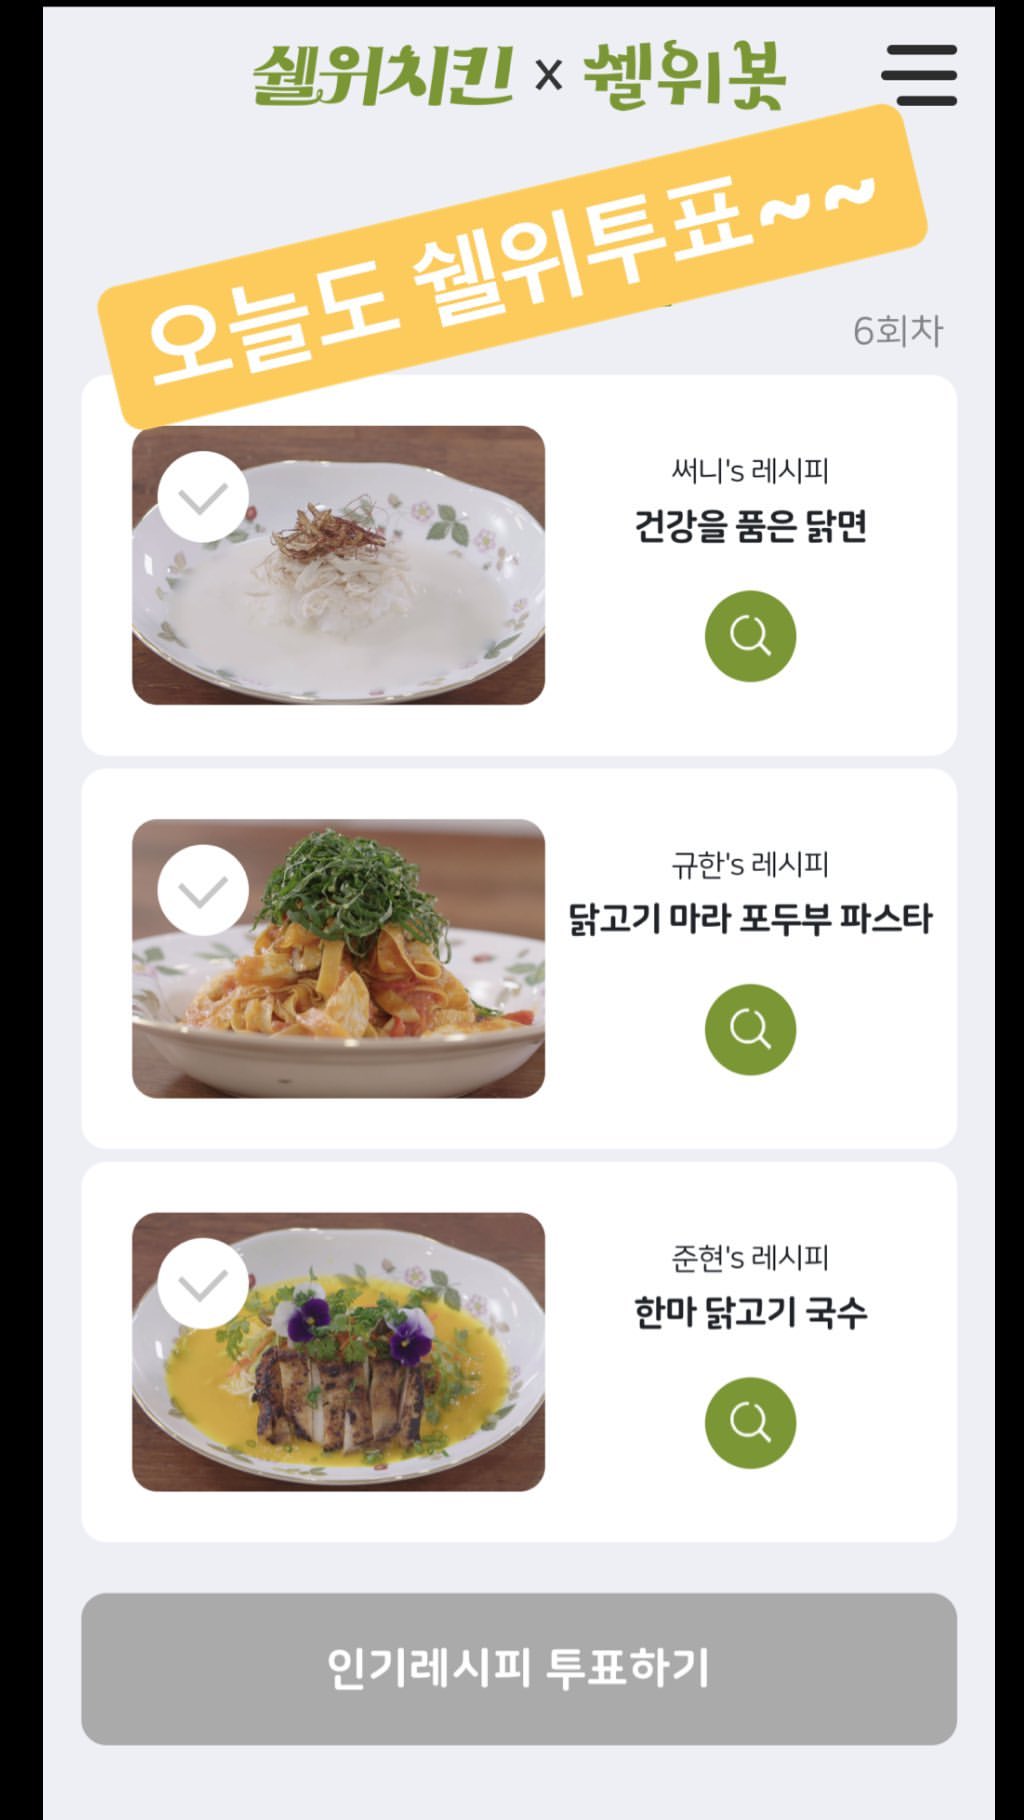 쉘위치킨 x 쉘위봇
오늘도 쉘위투표~~
6회차
써니's 레시피
건강을 품은 닭면
규한's 레시피
닭고기 마라 포두부 파스타
준현's 레시피
한마 닭고기 국수
인기레시피 투표하기